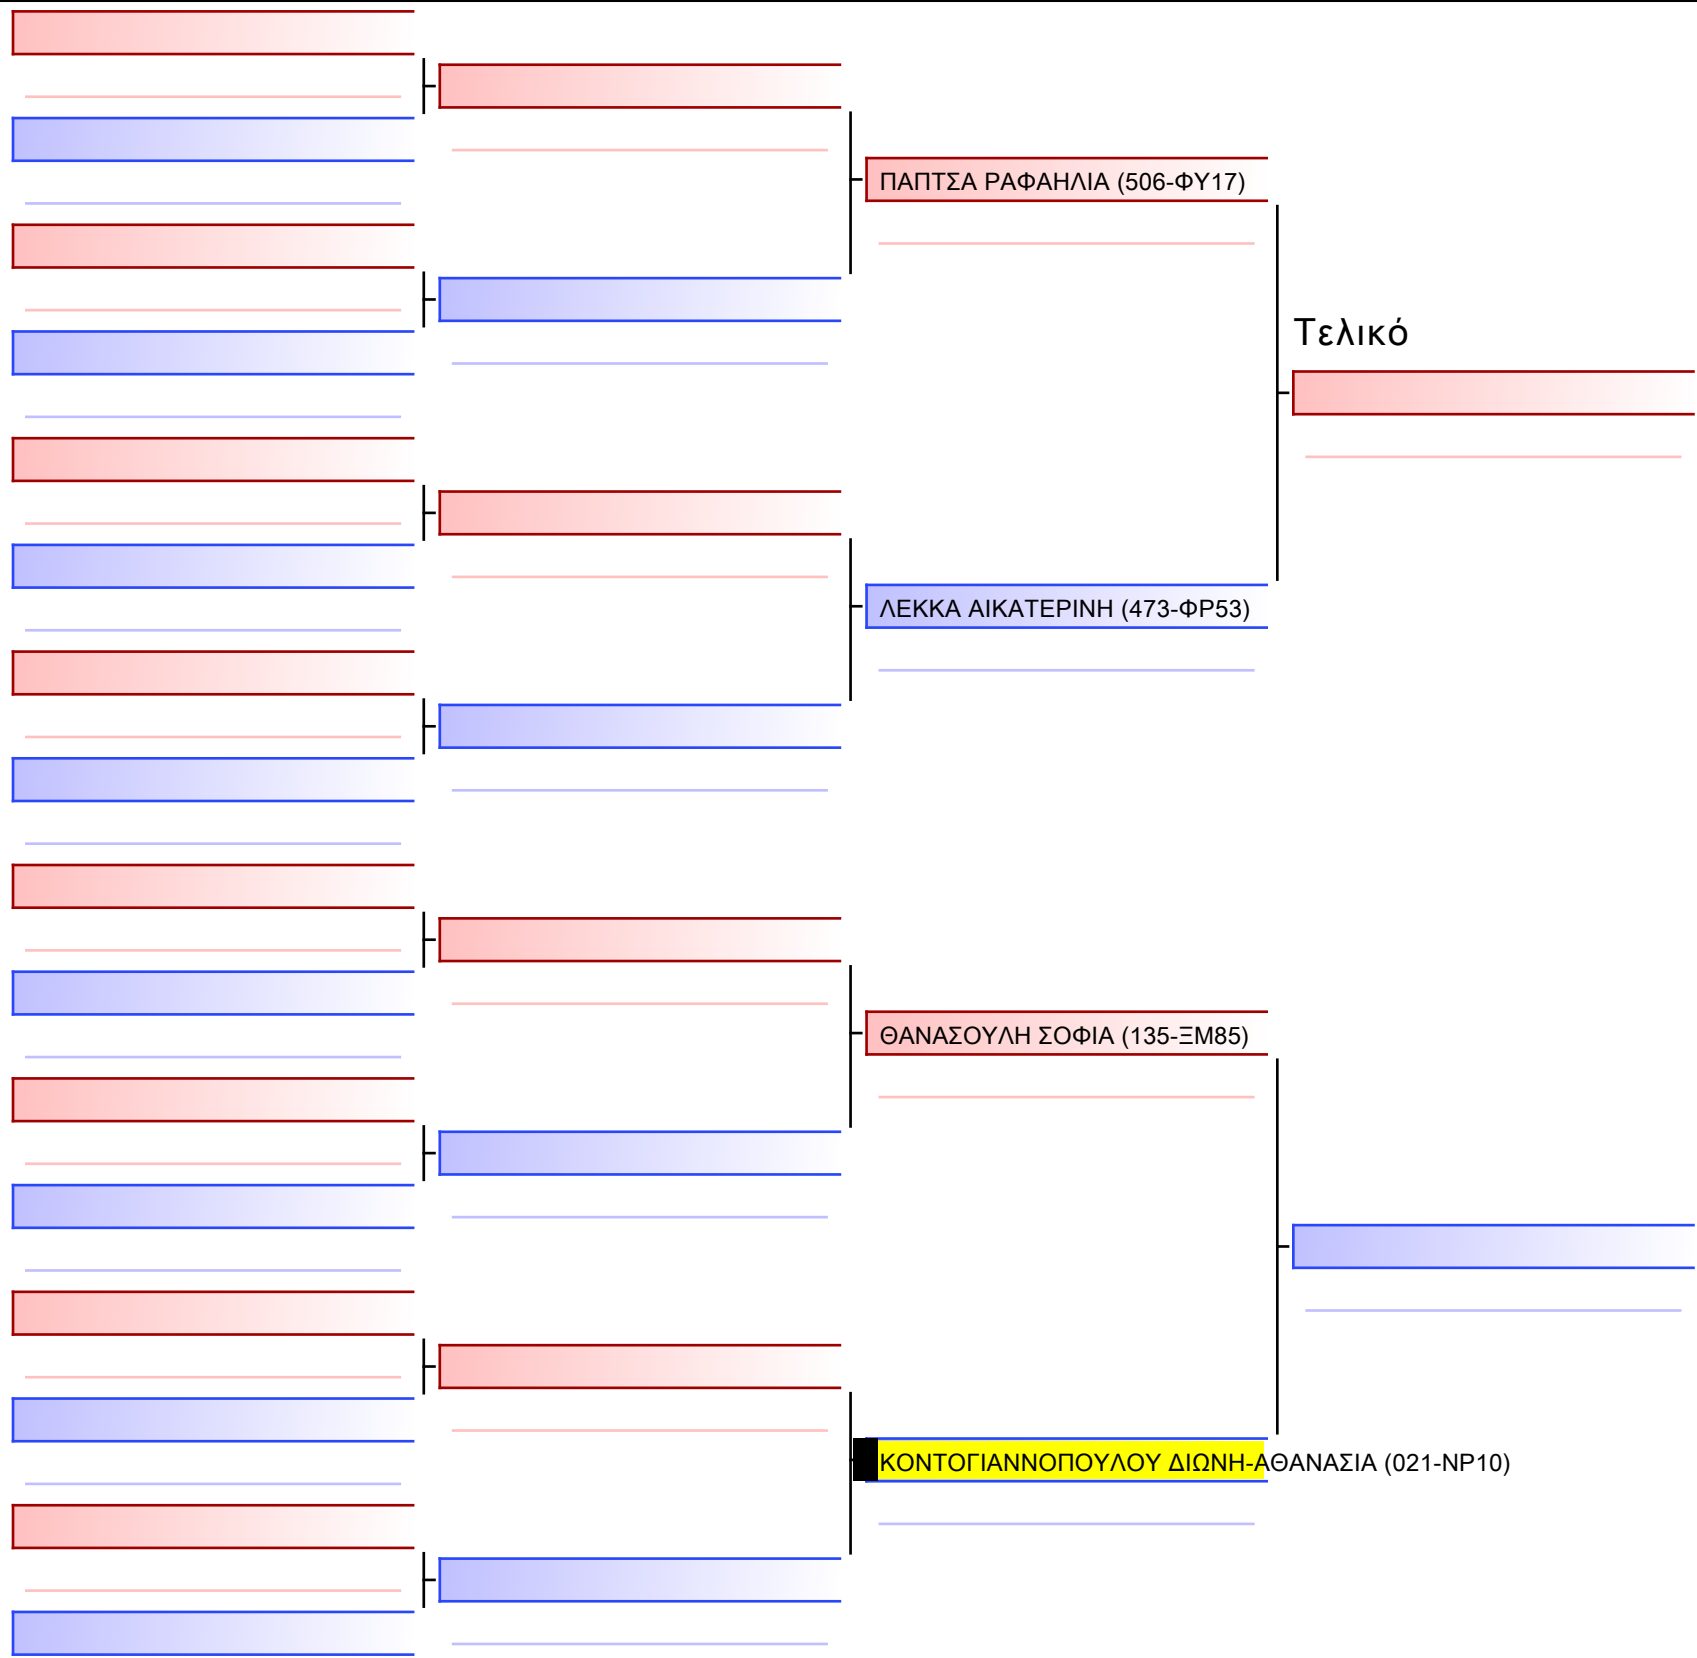 ΠΑΠΤΣΑ ΡΑΦΑΗΛΙΑ (506-ΦΥ17)
Τελικό
ΛΕΚΚΑ ΑΙΚΑΤΕΡΙΝΗ (473-ΦΡ53)
ΘΑΝΑΣΟΥΛΗ ΣΟΦΙΑ (135-ΞΜ85)
ΚΟΝΤΟΓΙΑΝΝΟΠΟΥΛΟΥ ΔΙΩΝΗ-ΑΘΑΝΑΣΙΑ (021-ΝΡ10)